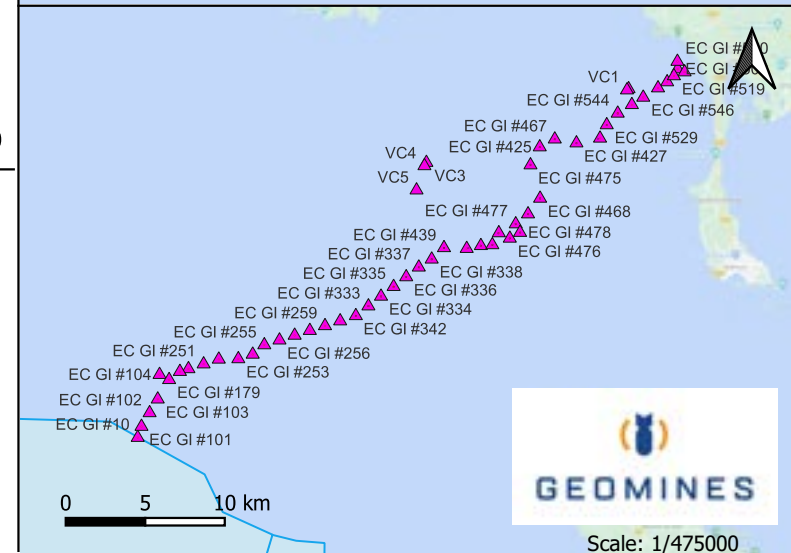 EC GI #519
VC1
EC GI #544
EC GI #546
EC GI #467
EC GI #529
EC GI #425
EC GI #427
VC4
VC3
EC GI #475
VC5
EC GI #477
EC GI #468
EC GI #439
EC GI #478
EC GI #476
EC GI #337
EC GI #338
EC GI #335
EC GI #336
EC GI #333
EC GI #334
EC GI #259
EC GI #342
EC GI #255
EC GI #256
EC GI #251
EC GI #253
EC GI #104
EC GI #179
EC GI #102
EC GI #103
EC GI #10
EC GI #101
0 5 10 km
GEOMINES
Scale: 1/475000